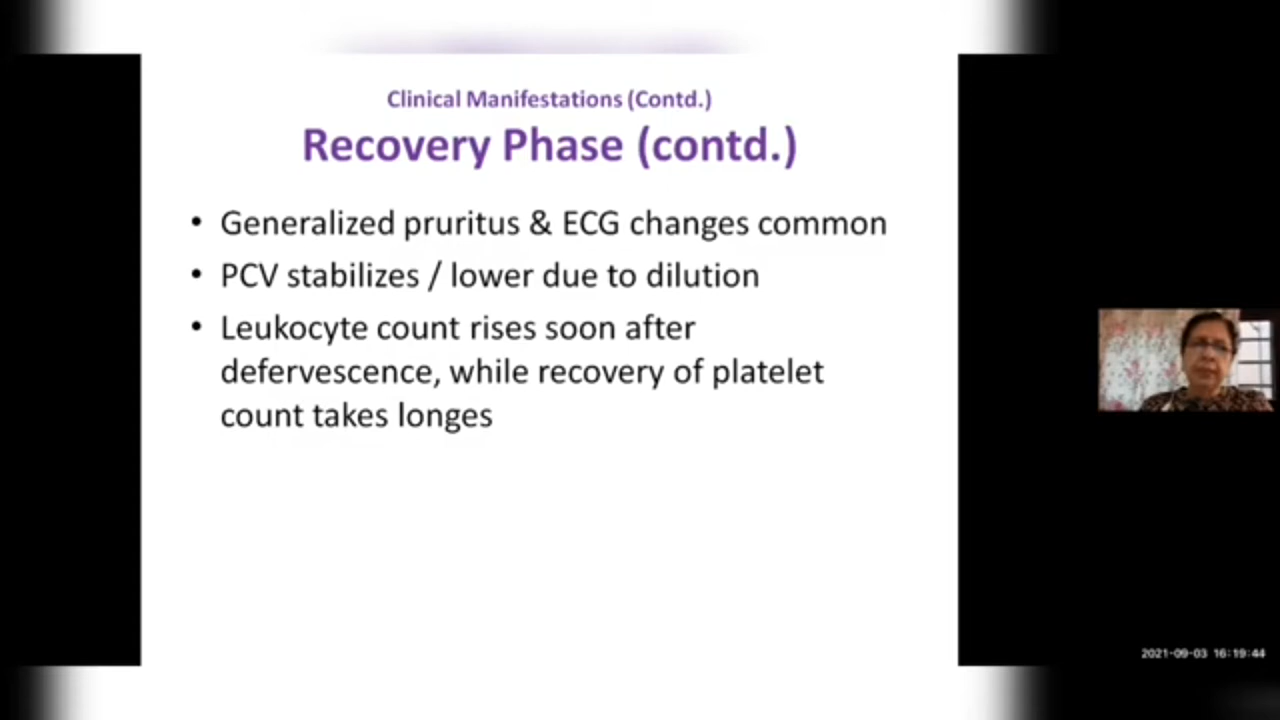 Clinical Manifestations (Contd.)
Recovery Phase (contd.)
• Generalized pruritus & ECG changes common
• PCV stabilizes / lower due to dilution
• Leukocyte count rises soon after
defervescence, while recovery of platelet
count takes longes
2021-09-03 16:19:44